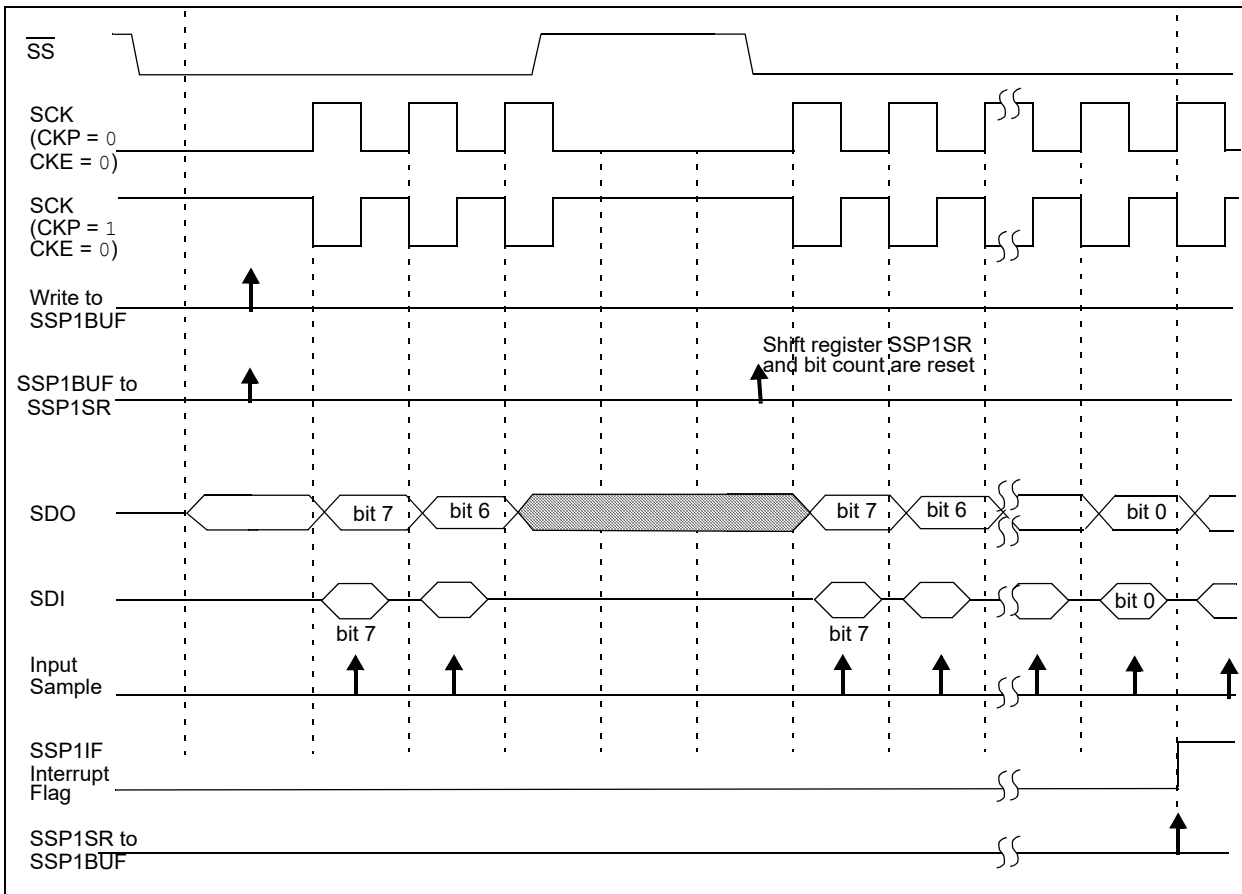 SS
SCK
(CKP = 0
CKE = 0)
SCK
(CKP = 1
CKE = 0)
Write to
SSP1BUF
Shift register SSP1SR
and bit count are reset
SSP1BUF to
SSP1SR
SDO
bit 7
bit 6
bit 7
bit 6
bit 0
SDI
bit 0
bit 7
bit 7
Input
Sample
SSP1IF
Interrupt
Flag
SSP1SR to
SSP1BUF